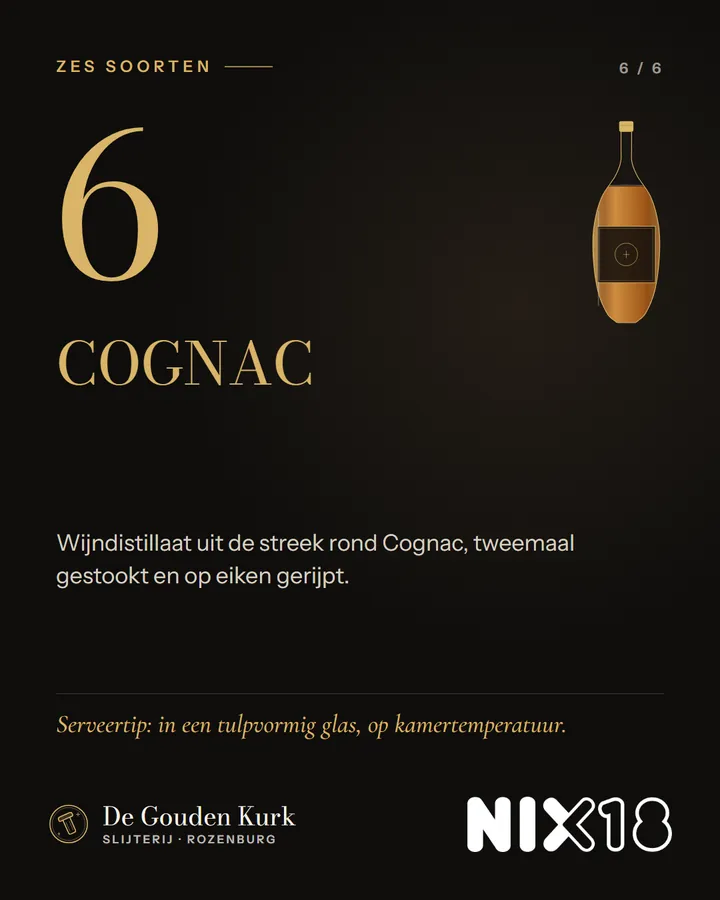 ZES SOORTEN
6 / 6
6
COGNAC
Wijndistillaat uit de streek rond Cognac, tweemaal
gestookt en op eiken gerijpt.
Serveertip: in een tulpvormig glas, op kamertemperatuur.
De Gouden Kurk
SLIJTERIJ · ROZENBURG
NIX18